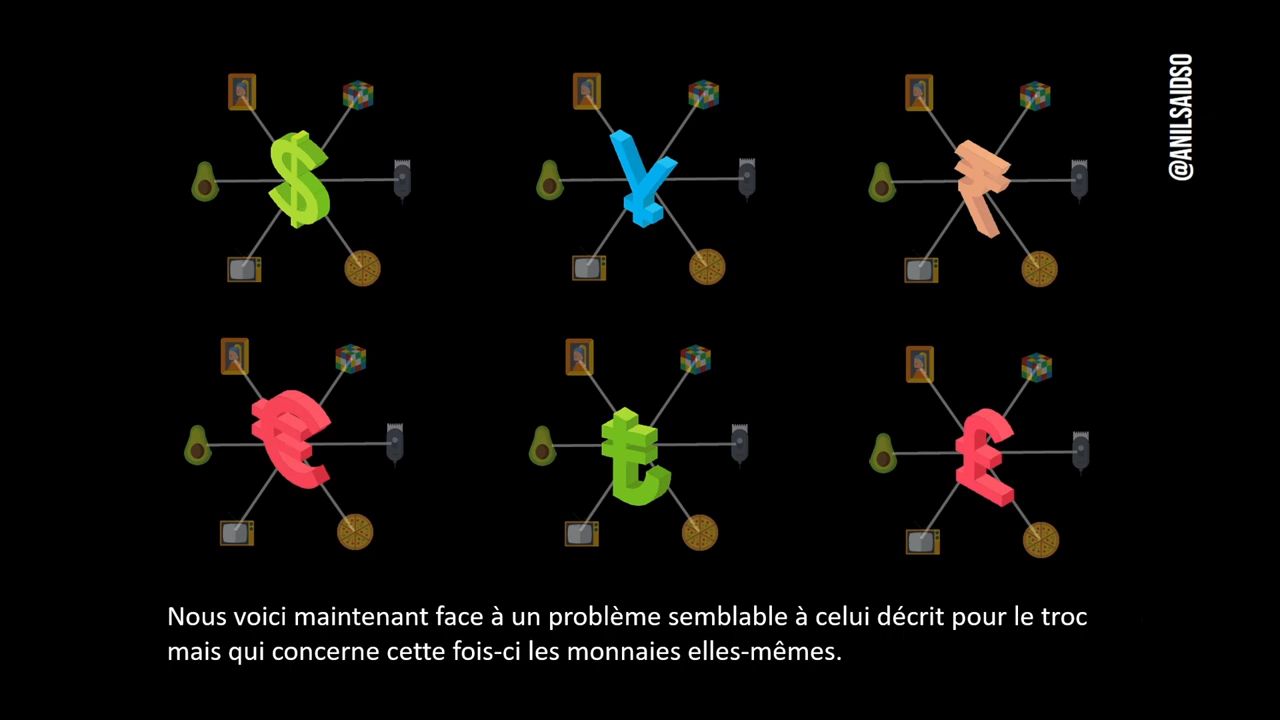 @ANILSAIDSO
$
¥
₹
€
₺
£
Nous voici maintenant face à un problème semblable à celui décrit pour le troc
mais qui concerne cette fois-ci les monnaies elles-mêmes.